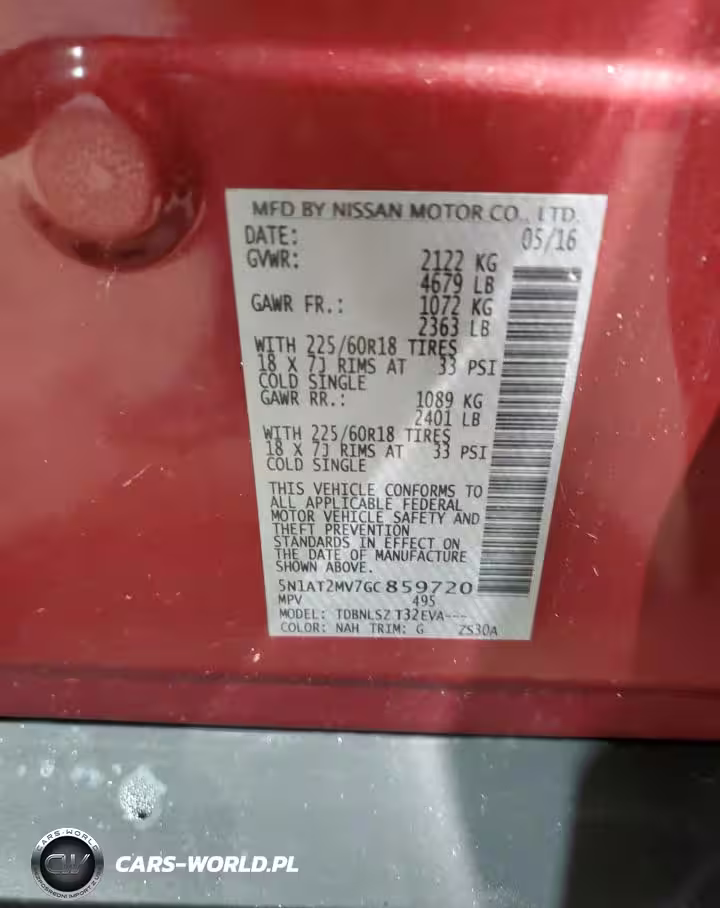 MFD BY NISSAN MOTOR CO., LTD.
DATE: 05/16
GVWR: 2122 KG
4679 LB
GAWR FR.: 1072 KG
2363 LB
WITH 225/60R18 TIRES
18 X 7J RIMS AT 33 PSI
COLD SINGLE
GAWR RR.: 1089 KG
2401 LB
WITH 225/60R18 TIRES
18 X 7J RIMS AT 33 PSI
COLD SINGLE
THIS VEHICLE CONFORMS TO
ALL APPLICABLE FEDERAL
MOTOR VEHICLE SAFETY AND
THEFT PREVENTION
STANDARDS IN EFFECT ON
THE DATE OF MANUFACTURE
SHOWN ABOVE.
5N1AT2MV7GC859720
MPV 495
MODEL: TDBNLSZ T32EVA---
COLOR: NAH TRIM: G ZS30A
CARS-WORLD
CW
CARS-WORLD.PL